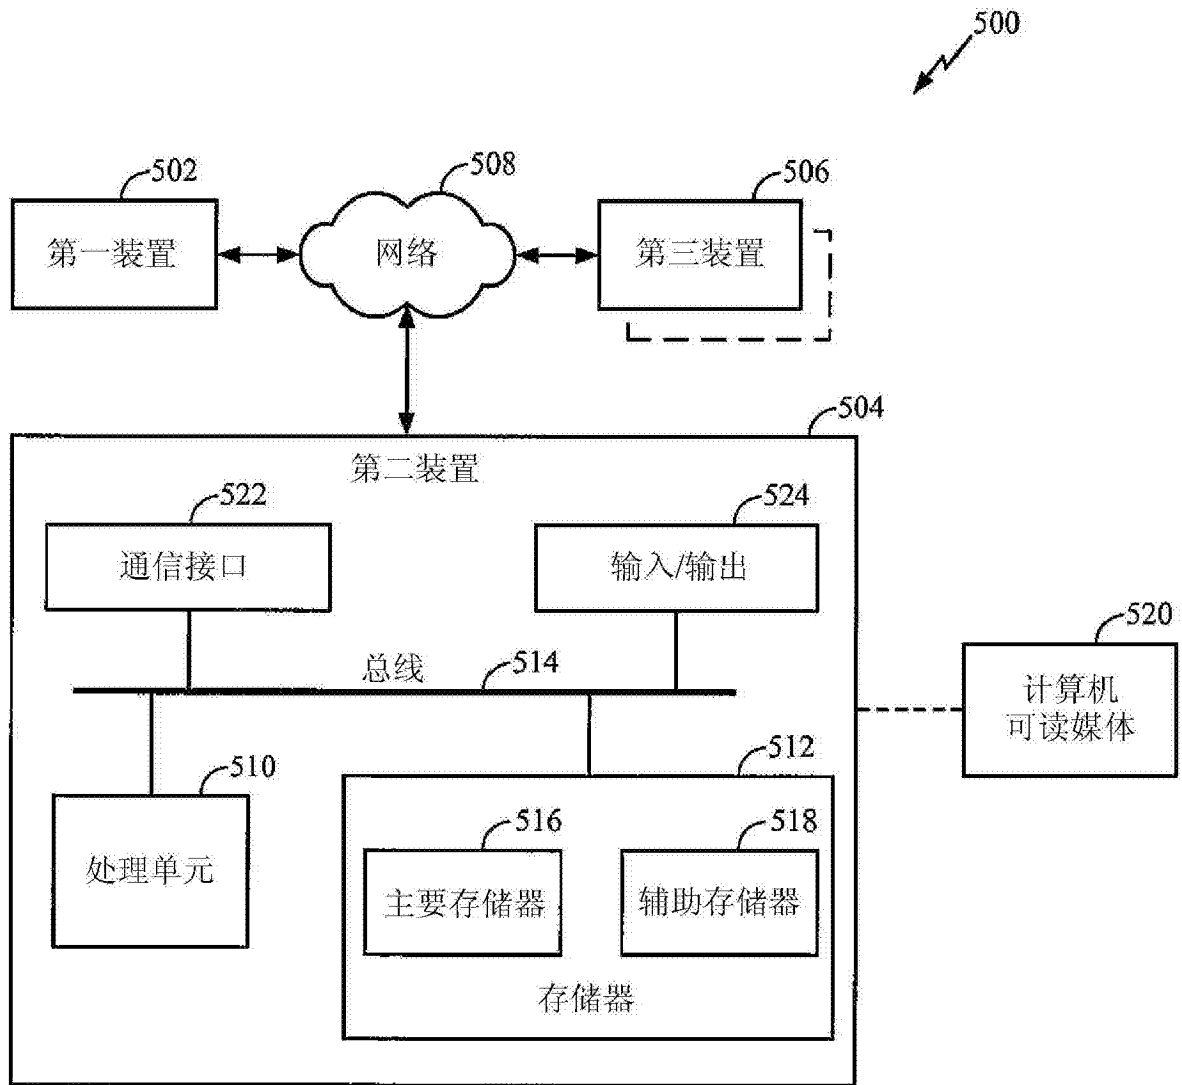 500
502
508
506
第一装置
网络
第三装置
504
第二装置
522
524
通信接口
输入/输出
520
总线
514
计算机
可读媒体
512
510
516
518
处理单元
主要存储器
辅助存储器
存储器